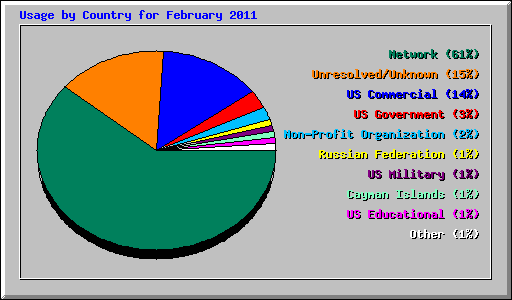 Usage by Country for February 2011
Network (61%)
Unresolved/Unknown (15%)
US Commercial (14%)
US Government (3%)
Non-Profit Organization (2%)
Russian Federation (1%)
US Military (1%)
Cayman Islands (1%)
US Educational (1%)
Other (1%)